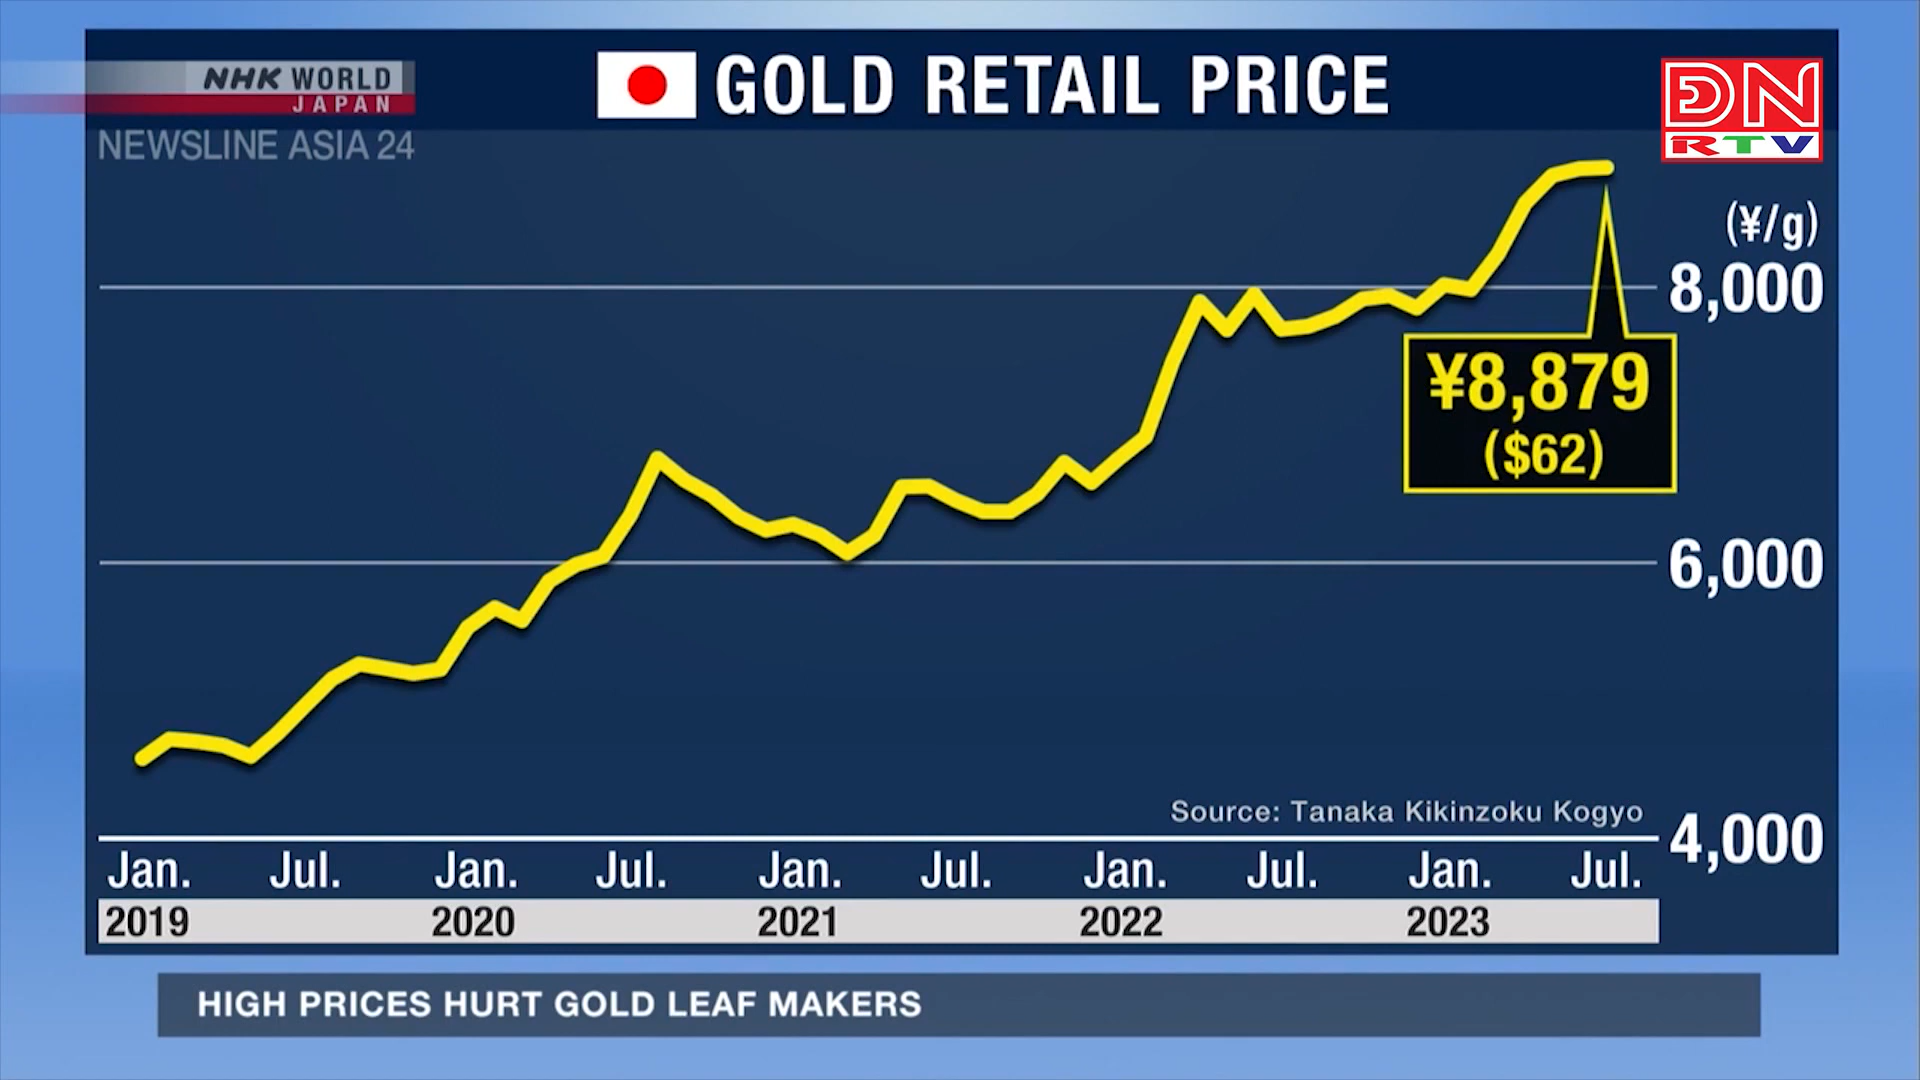 NHK WORLD
JAPAN
NEWSLINE ASIA 24
GOLD RETAIL PRICE
DN
RTV
(¥/g)
8,000
¥8,879
($62)
6,000
Source: Tanaka Kikinzoku Kogyo
4,000
Jan. Jul. Jan. Jul. Jan. Jul. Jan. Jul. Jan. Jul.
2019 2020 2021 2022 2023
HIGH PRICES HURT GOLD LEAF MAKERS